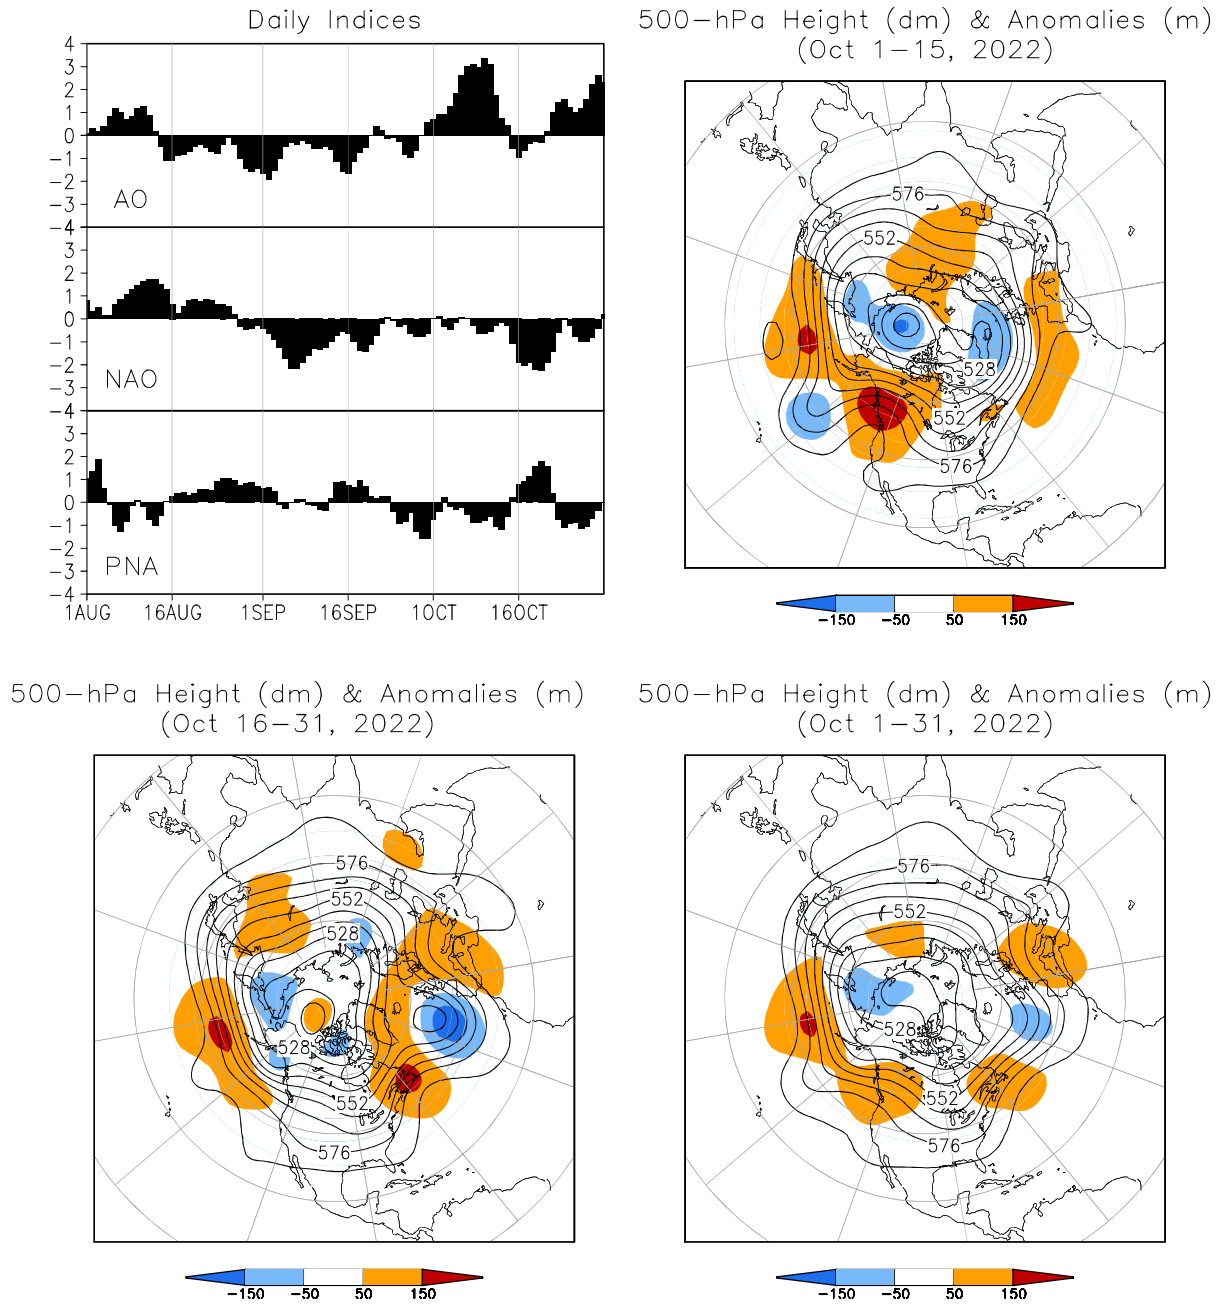 Daily Indices
4
3
2
1
0
-1
-2
-3
AO
-4
3
2
1
0
-1
-2
-3
NAO
-4
3
2
1
0
-1
-2
-3
PNA
-4
1AUG 16AUG 1SEP 16SEP 1OCT 16OCT
500-hPa Height (dm) & Anomalies (m)
(Oct 1-15, 2022)
576
552
528
552
576
-150 -50 50 150
500-hPa Height (dm) & Anomalies (m)
(Oct 16-31, 2022)
576
552
528
528
552
576
-150 -50 50 150
500-hPa Height (dm) & Anomalies (m)
(Oct 1-31, 2022)
576
552
528
552
576
-150 -50 50 150